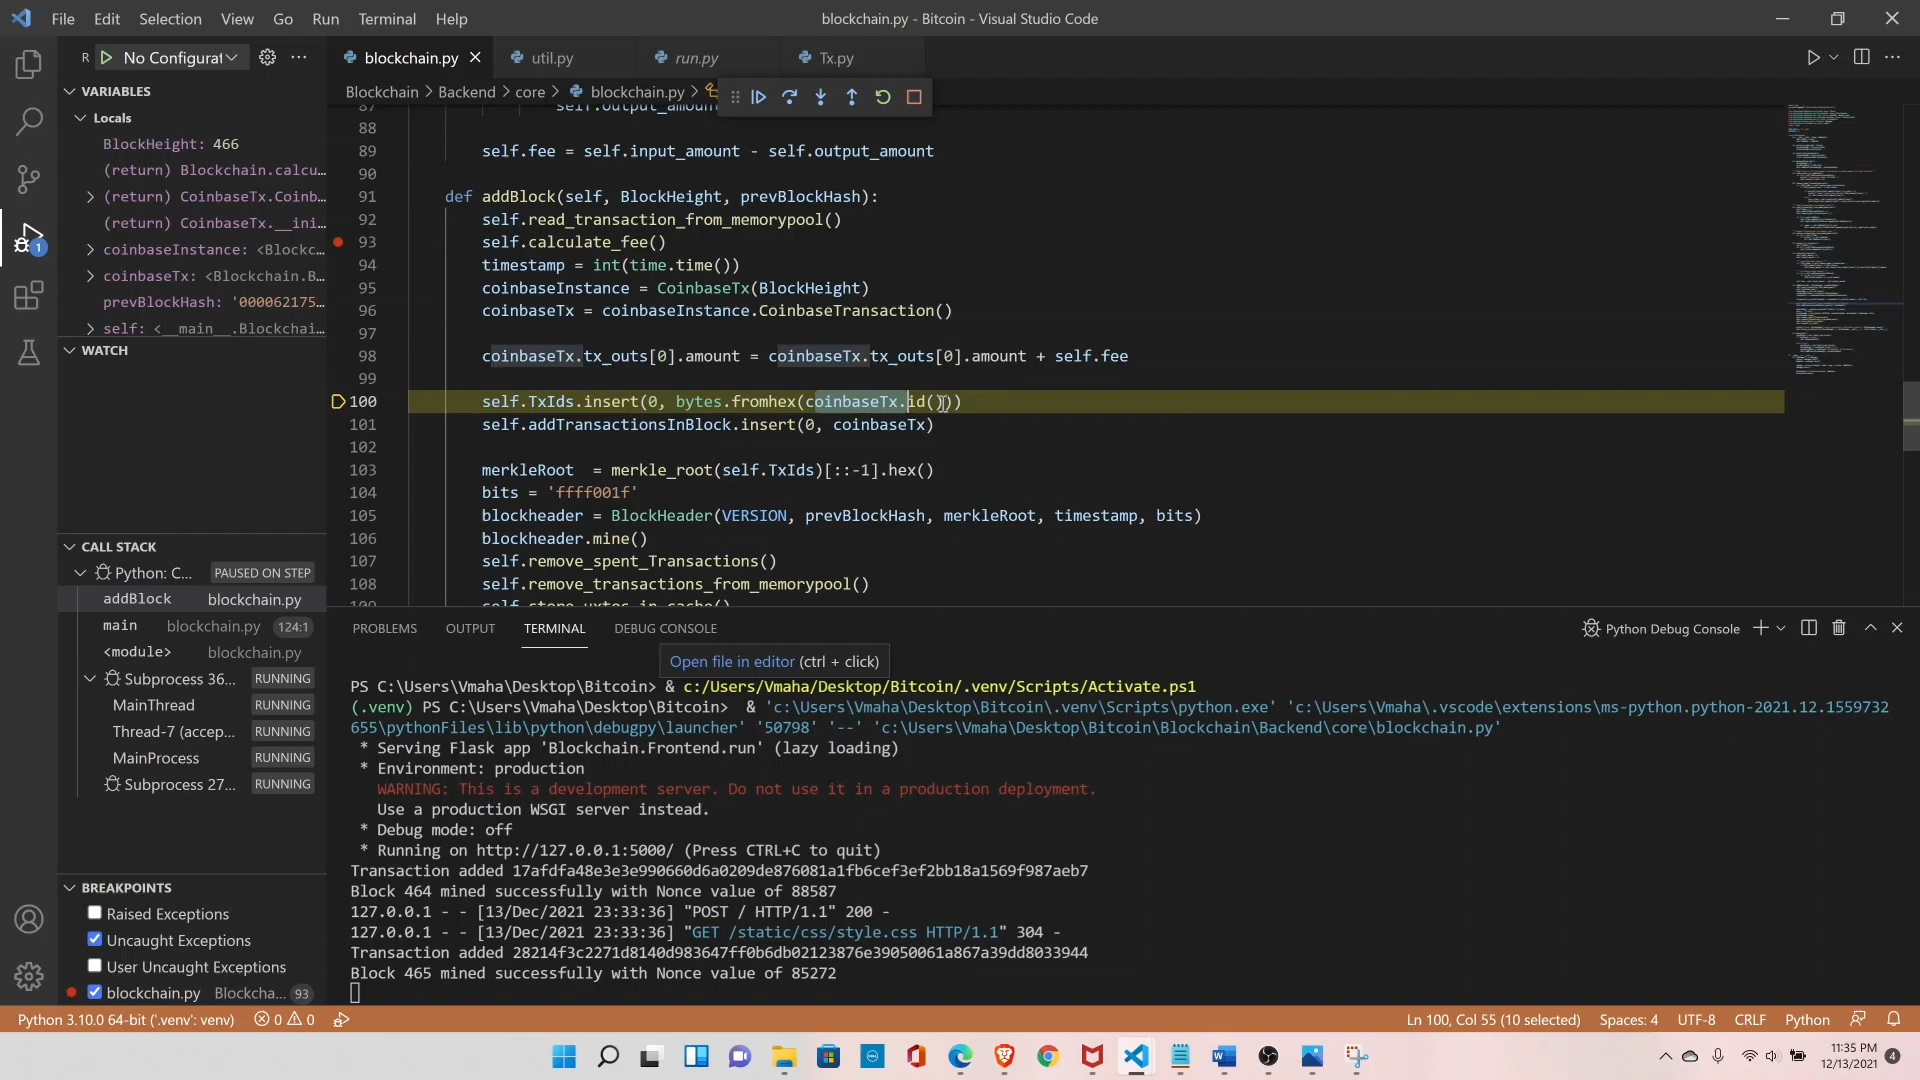 File Edit Selection View Go Run Terminal Help
blockchain.py - Bitcoin - Visual Studio Code
R No Configurat
blockchain.py util.py run.py Tx.py
Blockchain > Backend > core > blockchain.py >
VARIABLES
Locals
BlockHeight: 466
(return) Blockchain.calcu…
(return) CoinbaseTx.Coinb…
(return) CoinbaseTx.__ini…
coinbaseInstance: <Blockc…
coinbaseTx: <Blockchain.B…
prevBlockHash: '000062175…
self: <__main__.Blockchai…
WATCH
CALL STACK
Python: C... PAUSED ON STEP
addBlock blockchain.py
main blockchain.py 124:1
<module> blockchain.py
Subprocess 36... RUNNING
MainThread RUNNING
Thread-7 (accep... RUNNING
MainProcess RUNNING
Subprocess 27... RUNNING
BREAKPOINTS
Raised Exceptions
Uncaught Exceptions
User Uncaught Exceptions
blockchain.py Blockcha... 93
87 self.output_amou
88
89 self.fee = self.input_amount - self.output_amount
90
91 def addBlock(self, BlockHeight, prevBlockHash):
92 self.read_transaction_from_memorypool()
93 self.calculate_fee()
94 timestamp = int(time.time())
95 coinbaseInstance = CoinbaseTx(BlockHeight)
96 coinbaseTx = coinbaseInstance.CoinbaseTransaction()
97
98 coinbaseTx.tx_outs[0].amount = coinbaseTx.tx_outs[0].amount + self.fee
99
100 self.TxIds.insert(0, bytes.fromhex(coinbaseTx.id()))
101 self.addTransactionsInBlock.insert(0, coinbaseTx)
102
103 merkleRoot = merkle_root(self.TxIds)[::-1].hex()
104 bits = 'ffff001f'
105 blockheader = BlockHeader(VERSION, prevBlockHash, merkleRoot, timestamp, bits)
106 blockheader.mine()
107 self.remove_spent_Transactions()
108 self.remove_transactions_from_memorypool()
109 self.store_uxtos_in_cache()
PROBLEMS OUTPUT TERMINAL DEBUG CONSOLE
Python Debug Console
Open file in editor (ctrl + click)
PS C:\Users\Vmaha\Desktop\Bitcoin> & c:/Users/Vmaha/Desktop/Bitcoin/.venv/Scripts/Activate.ps1
(.venv) PS C:\Users\Vmaha\Desktop\Bitcoin> & 'c:\Users\Vmaha\Desktop\Bitcoin\.venv\Scripts\python.exe' 'c:\Users\Vmaha\.vscode\extensions\ms-python.python-2021.12.1559732
655\pythonFiles\lib\python\debugpy\launcher' '50798' '--' 'c:\Users\Vmaha\Desktop\Bitcoin\Blockchain\Backend\core\blockchain.py'
* Serving Flask app 'Blockchain.Frontend.run' (lazy loading)
* Environment: production
WARNING: This is a development server. Do not use it in a production deployment.
Use a production WSGI server instead.
* Debug mode: off
* Running on http://127.0.0.1:5000/ (Press CTRL+C to quit)
Transaction added 17afdfa48e3e3e990660d6a0209de876081a1fb6cef3ef2bb18a1569f987aeb7
Block 464 mined successfully with Nonce value of 88587
127.0.0.1 - - [13/Dec/2021 23:33:36] "POST / HTTP/1.1" 200 -
127.0.0.1 - - [13/Dec/2021 23:33:36] "GET /static/css/style.css HTTP/1.1" 304 -
Transaction added 28214f3c2271d8140d983647ff0b6db02123876e39050061a867a39dd8033944
Block 465 mined successfully with Nonce value of 85272
Python 3.10.0 64-bit ('.venv': venv) 0 0
Ln 100, Col 55 (10 selected) Spaces: 4 UTF-8 CRLF Python
11:35 PM
12/13/2021 4